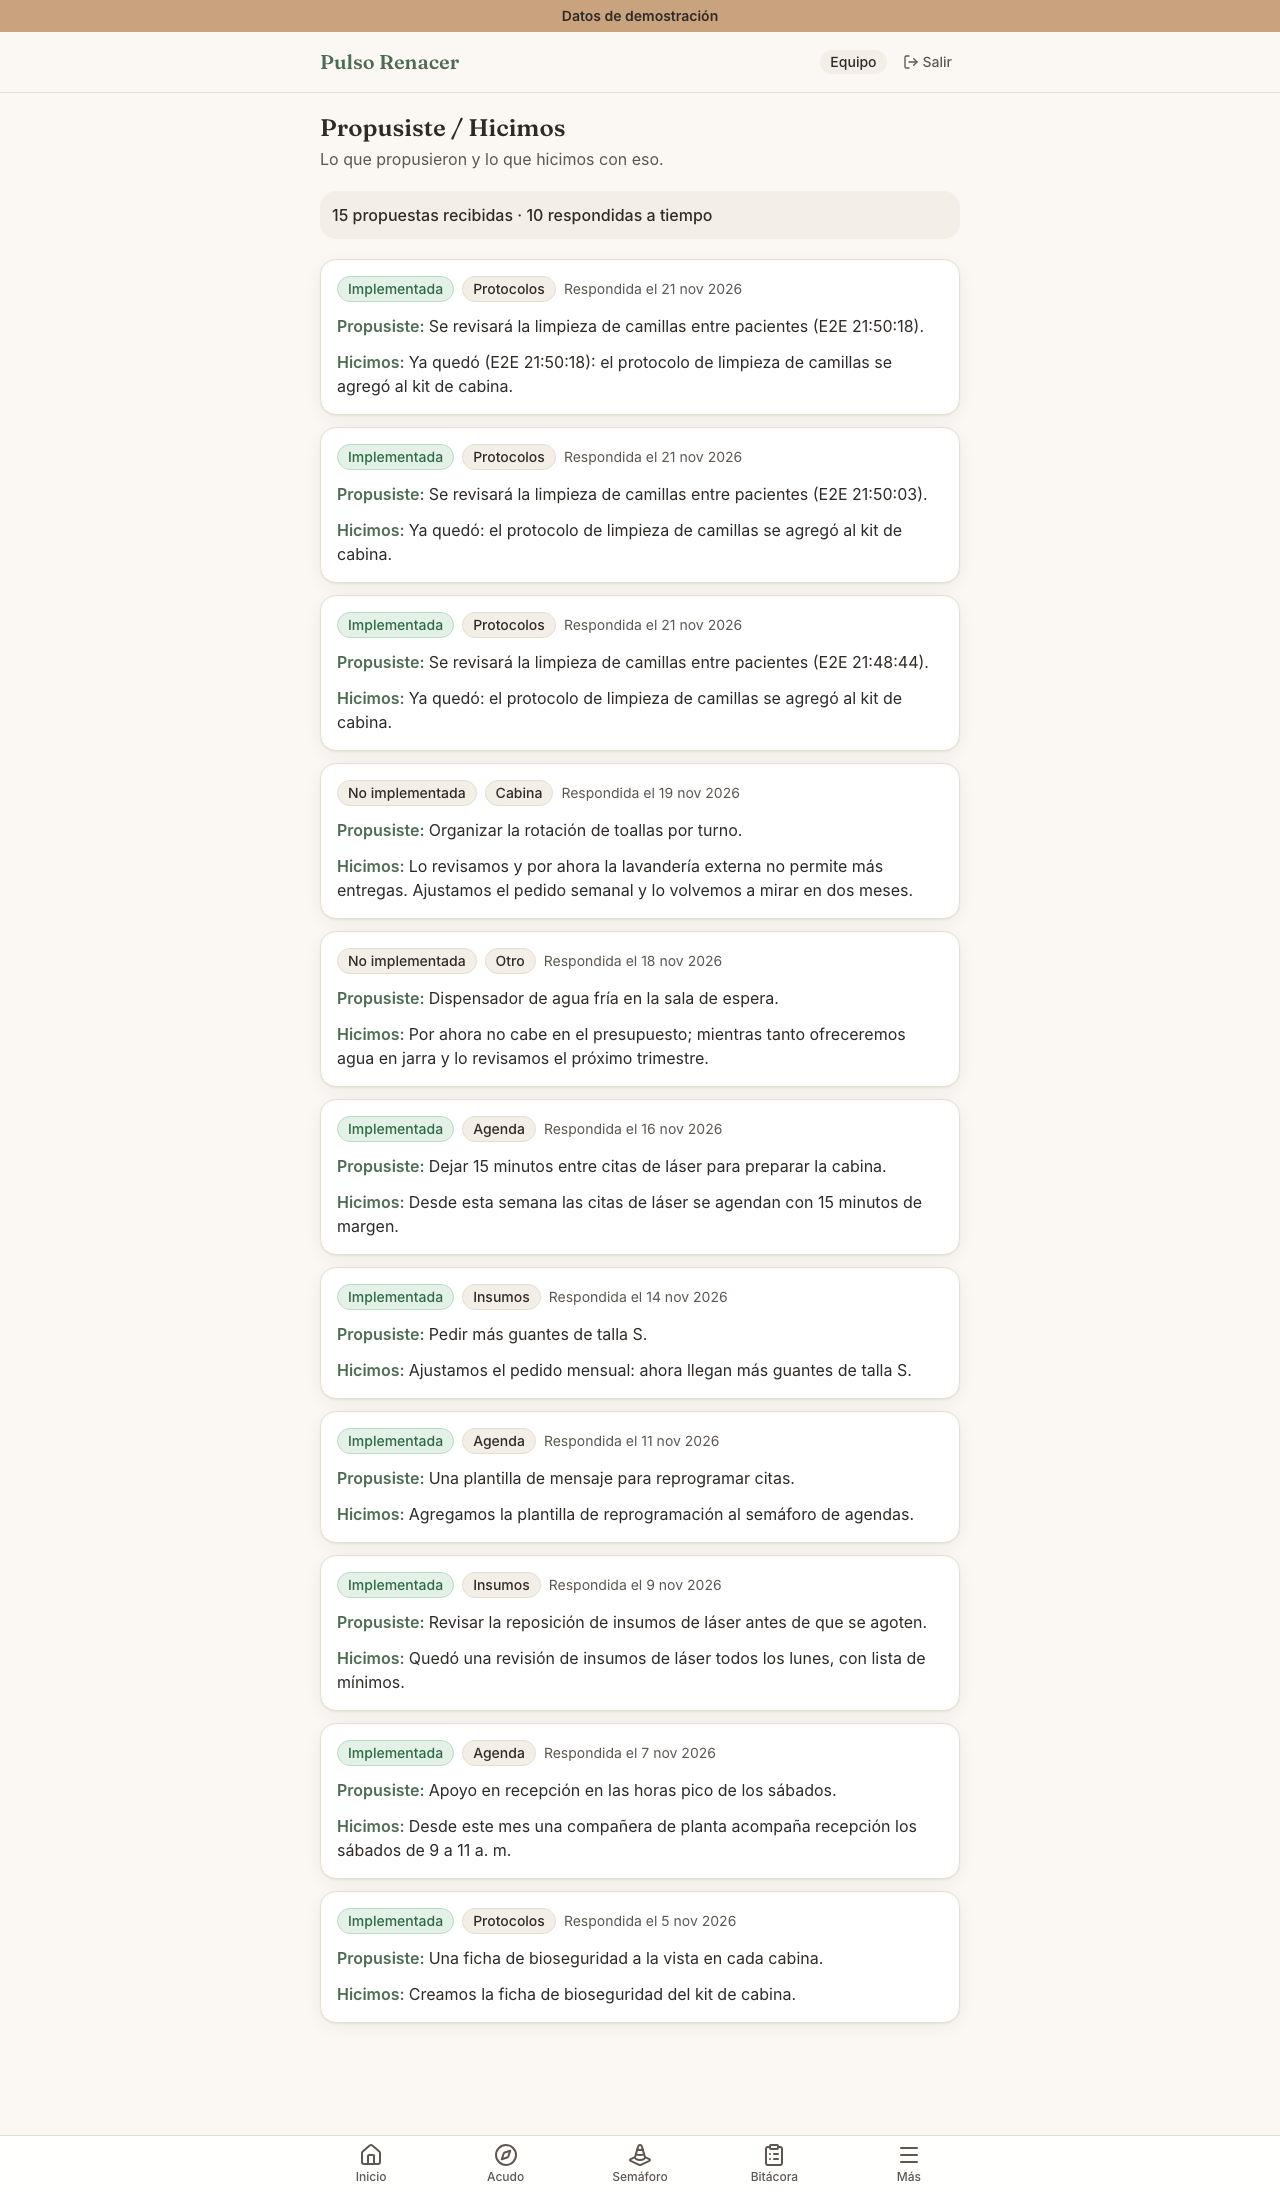 Datos de demostración
Pulso Renacer
Equipo
Salir
Propusiste / Hicimos
Lo que propusieron y lo que hicimos con eso.
15 propuestas recibidas · 10 respondidas a tiempo
Implementada Protocolos Respondida el 21 nov 2026
Propusiste: Se revisará la limpieza de camillas entre pacientes (E2E 21:50:18).
Hicimos: Ya quedó (E2E 21:50:18): el protocolo de limpieza de camillas se
agregó al kit de cabina.
Implementada Protocolos Respondida el 21 nov 2026
Propusiste: Se revisará la limpieza de camillas entre pacientes (E2E 21:50:03).
Hicimos: Ya quedó: el protocolo de limpieza de camillas se agregó al kit de
cabina.
Implementada Protocolos Respondida el 21 nov 2026
Propusiste: Se revisará la limpieza de camillas entre pacientes (E2E 21:48:44).
Hicimos: Ya quedó: el protocolo de limpieza de camillas se agregó al kit de
cabina.
No implementada Cabina Respondida el 19 nov 2026
Propusiste: Organizar la rotación de toallas por turno.
Hicimos: Lo revisamos y por ahora la lavandería externa no permite más
entregas. Ajustamos el pedido semanal y lo volvemos a mirar en dos meses.
No implementada Otro Respondida el 18 nov 2026
Propusiste: Dispensador de agua fría en la sala de espera.
Hicimos: Por ahora no cabe en el presupuesto; mientras tanto ofreceremos
agua en jarra y lo revisamos el próximo trimestre.
Implementada Agenda Respondida el 16 nov 2026
Propusiste: Dejar 15 minutos entre citas de láser para preparar la cabina.
Hicimos: Desde esta semana las citas de láser se agendan con 15 minutos de
margen.
Implementada Insumos Respondida el 14 nov 2026
Propusiste: Pedir más guantes de talla S.
Hicimos: Ajustamos el pedido mensual: ahora llegan más guantes de talla S.
Implementada Agenda Respondida el 11 nov 2026
Propusiste: Una plantilla de mensaje para reprogramar citas.
Hicimos: Agregamos la plantilla de reprogramación al semáforo de agendas.
Implementada Insumos Respondida el 9 nov 2026
Propusiste: Revisar la reposición de insumos de láser antes de que se agoten.
Hicimos: Quedó una revisión de insumos de láser todos los lunes, con lista de
mínimos.
Implementada Agenda Respondida el 7 nov 2026
Propusiste: Apoyo en recepción en las horas pico de los sábados.
Hicimos: Desde este mes una compañera de planta acompaña recepción los
sábados de 9 a 11 a. m.
Implementada Protocolos Respondida el 5 nov 2026
Propusiste: Una ficha de bioseguridad a la vista en cada cabina.
Hicimos: Creamos la ficha de bioseguridad del kit de cabina.
Inicio
Acudo
Semáforo
Bitácora
Más